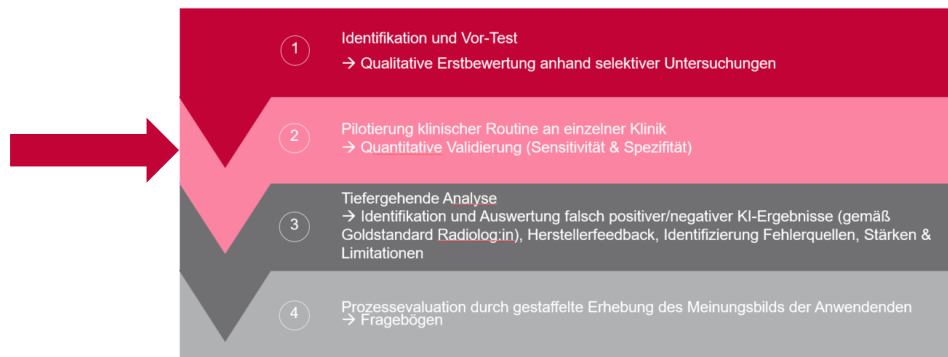 1
Identifikation und Vor-Test
→ Qualitative Erstbewertung anhand selektiver Untersuchungen
2
Pilotierung klinischer Routine an einzelner Klinik
→ Quantitative Validierung (Sensitivität & Spezifität)
3
Tiefergehende Analyse
→ Identifikation und Auswertung falsch positiver/negativer KI-Ergebnisse (gemäß
Goldstandard Radiolog:in), Herstellerfeedback, Identifizierung Fehlerquellen, Stärken &
Limitationen
4
Prozessevaluation durch gestaffelte Erhebung des Meinungsbilds der Anwendenden
→ Fragebögen